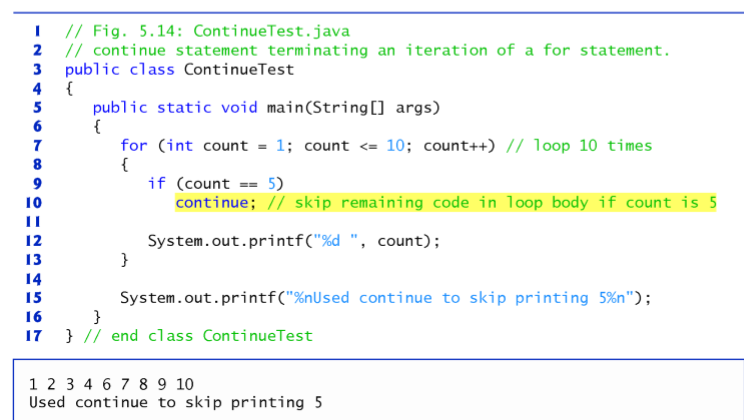 1 // Fig. 5.14: ContinueTest.java
2 // continue statement terminating an iteration of a for statement.
3 public class ContinueTest
4 {
5    public static void main(String[] args)
6    {
7       for (int count = 1; count <= 10; count++) // loop 10 times
8       {
9          if (count == 5)
10            continue; // skip remaining code in loop body if count is 5
11
12         System.out.printf("%d ", count);
13      }
14
15      System.out.printf("%nUsed continue to skip printing 5%n");
16   }
17 } // end class ContinueTest
1 2 3 4 6 7 8 9 10
Used continue to skip printing 5